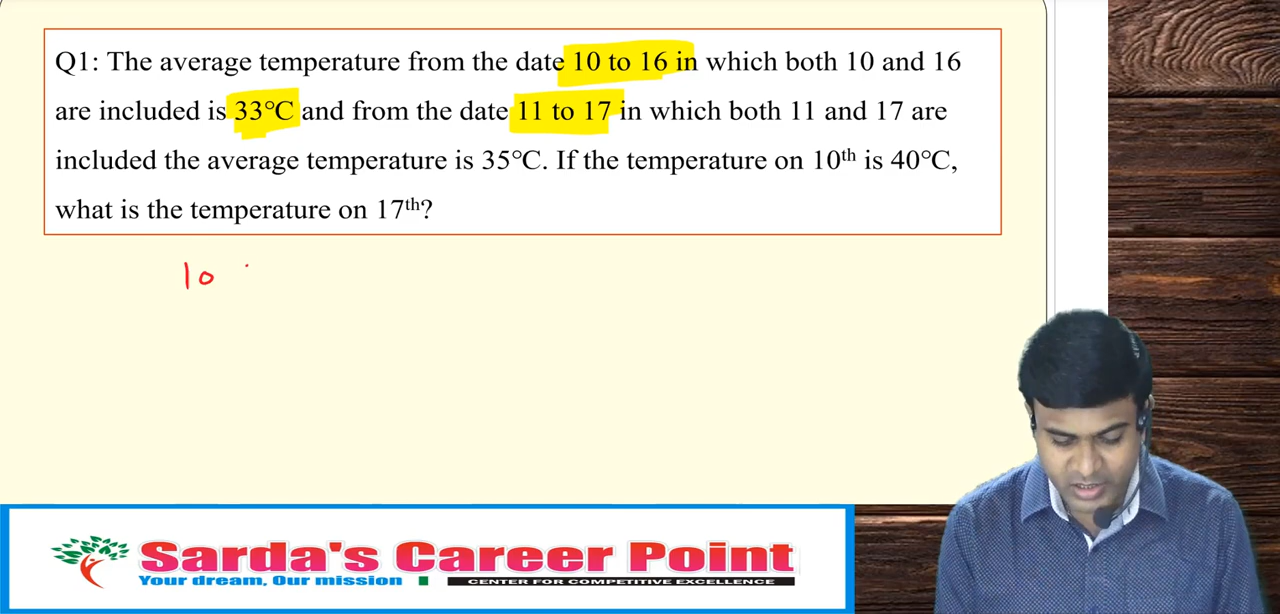 Q1: The average temperature from the date 10 to 16 in which both 10 and 16
are included is 33°C and from the date 11 to 17 in which both 11 and 17 are
included the average temperature is 35°C. If the temperature on 10th is 40°C,
what is the temperature on 17th?
10
Sarda's Career Point
Your dream, Our mission CENTER FOR COMPETITIVE EXCELLENCE